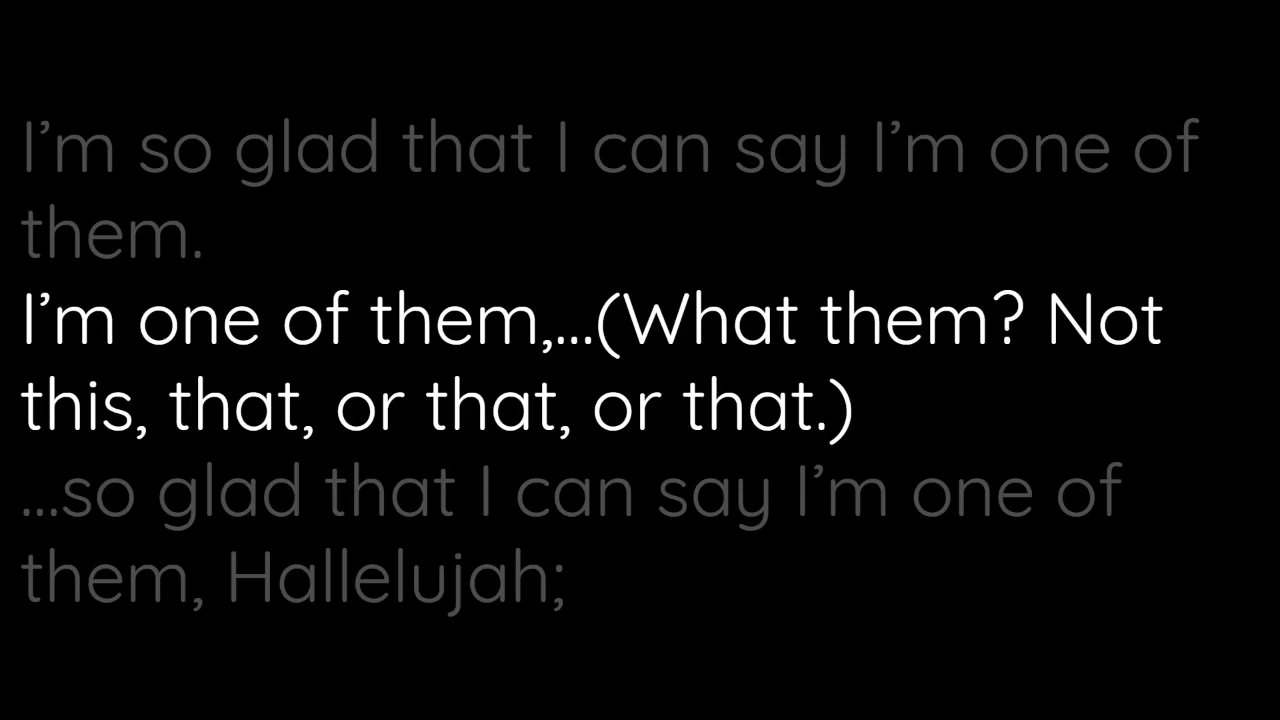 I’m so glad that I can say I’m one of
them.
I’m one of them,...(What them? Not
this, that, or that, or that.)
...so glad that I can say I’m one of
them, Hallelujah;